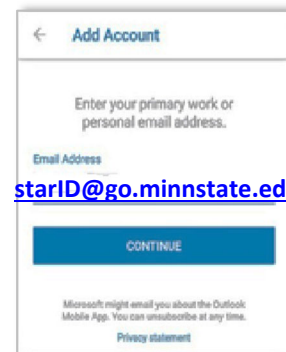 ← Add Account
Enter your primary work or
personal email address.
Email Address
starID@go.minnstate.ed
CONTINUE
Microsoft might email you about the Outlook
Mobile App. You can unsubscribe at any time.
Privacy statement